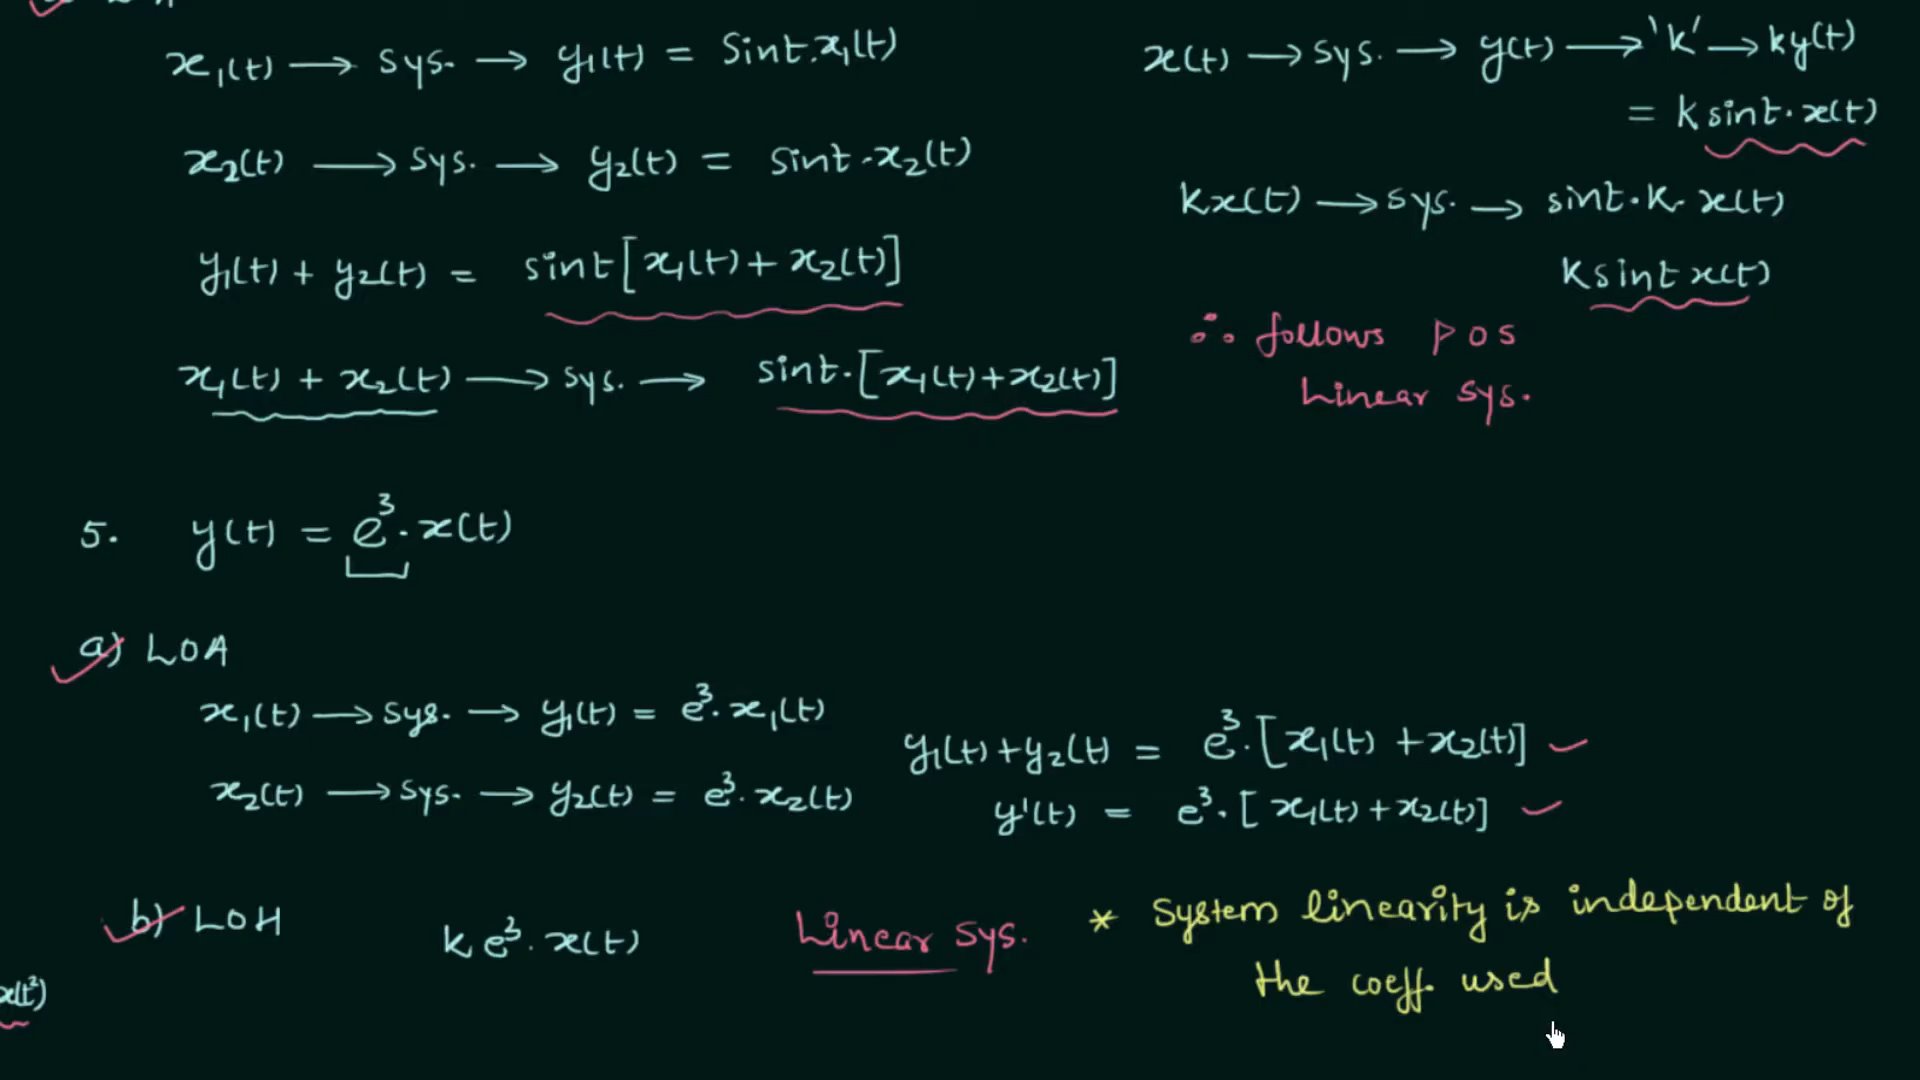 x₁(t) → sys. → y₁(t) = Sint.x₁(t)
x₂(t) → sys. → y₂(t) = sint.x₂(t)
y₁(t) + y₂(t) = sint[x₁(t) + x₂(t)]
x₁(t) + x₂(t) → sys. → sint.[x₁(t)+x₂(t)]
x(t) → sys. → y(t) → 'k' → ky(t)
= k sint. x(t)
kx(t) → sys. → sint.k. x(t)
ksint x(t)
∴ follows POS
Linear sys.
5. y(t) = e³. x(t)
a) LOA
x₁(t) → sys. → y₁(t) = e³. x₁(t)
x₂(t) → sys. → y₂(t) = e³. x₂(t)
y₁(t)+y₂(t) = e³.[x₁(t) +x₂(t)]
y'(t) = e³.[x₁(t)+x₂(t)]
b) LOH
k e³. x(t)
Linear sys.
* System linearity is independent of
the coeff. used
x(t²)